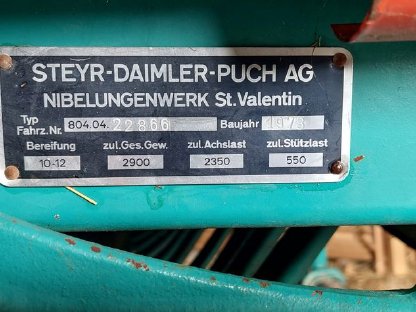 STEYR-DAIMLER-PUCH AG
NIBELUNGENWERK St. Valentin
Typ
Fahrz. Nr. 804.04. 22866 Baujahr 1978
Bereifung zul. Ges. Gew. zul. Achslast zul. Stützlast
10-12 2900 2350 550